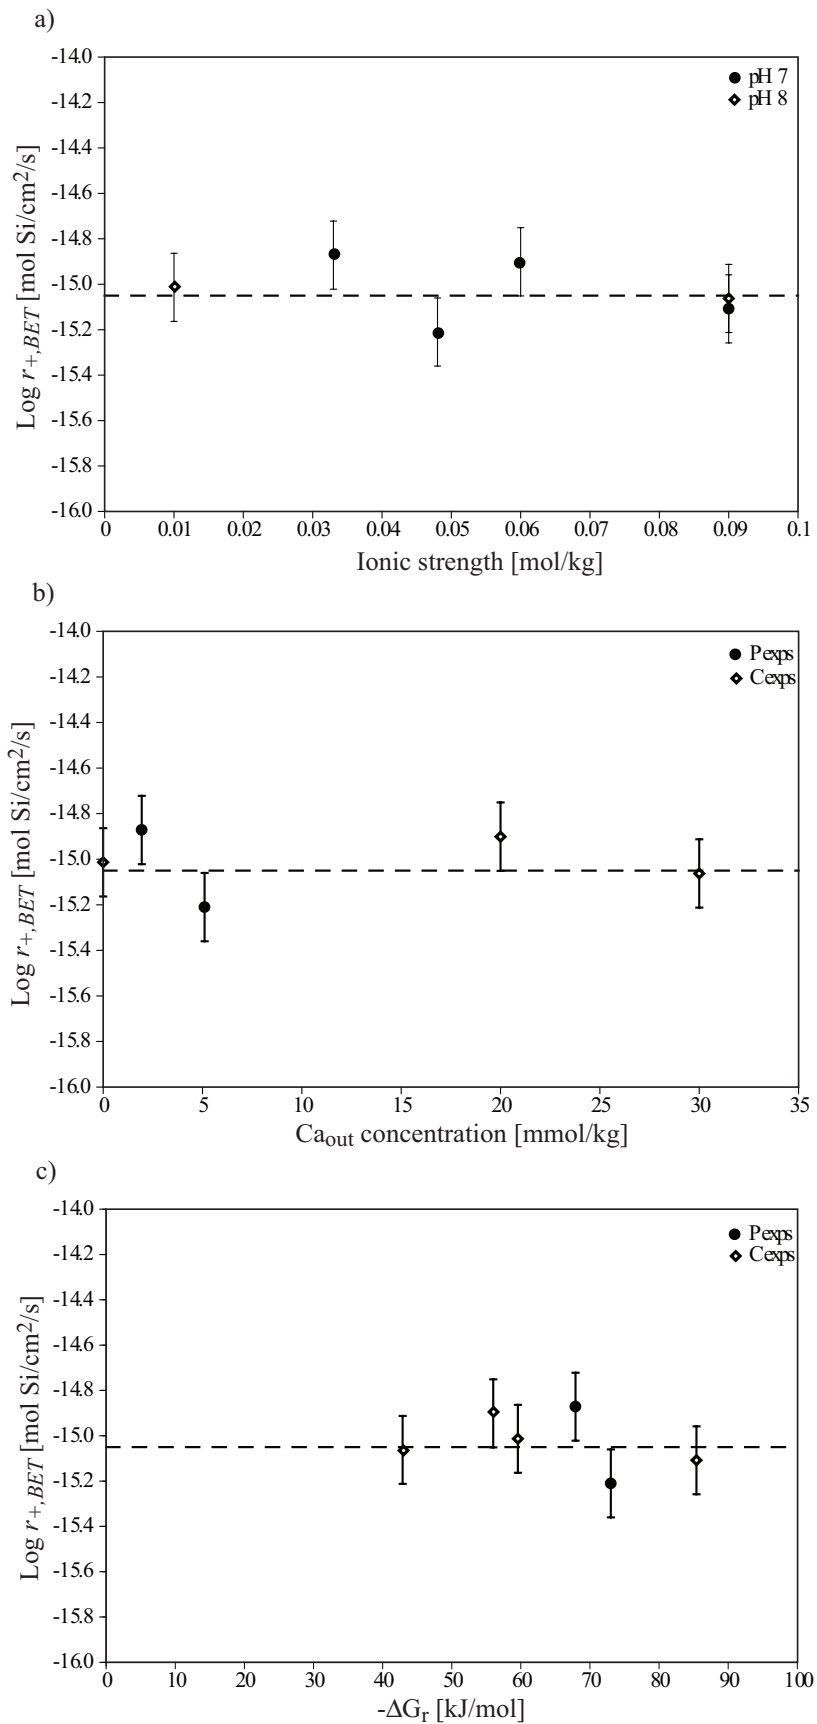 a)
-14.0
-14.2
-14.4
-14.6
-14.8
-15.0
-15.2
-15.4
-15.6
-15.8
-16.0
Log r+,BET [mol Si/cm2/s]
pH 7
pH 8
0 0.01 0.02 0.03 0.04 0.05 0.06 0.07 0.08 0.09 0.1
Ionic strength [mol/kg]
b)
-14.0
-14.2
-14.4
-14.6
-14.8
-15.0
-15.2
-15.4
-15.6
-15.8
-16.0
Log r+,BET [mol Si/cm2/s]
P exps
C exps
0 5 10 15 20 25 30 35
Caout concentration [mmol/kg]
c)
-14.0
-14.2
-14.4
-14.6
-14.8
-15.0
-15.2
-15.4
-15.6
-15.8
-16.0
Log r+,BET [mol Si/cm2/s]
P exps
C exps
0 10 20 30 40 50 60 70 80 90 100
-ΔGr [kJ/mol]